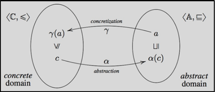 ⟨ℂ, ⩽⟩ ⟨𝔸, ⊑⟩
concretization
γ(a) γ a
c α α(c)
abstraction
concrete domain
abstract domain